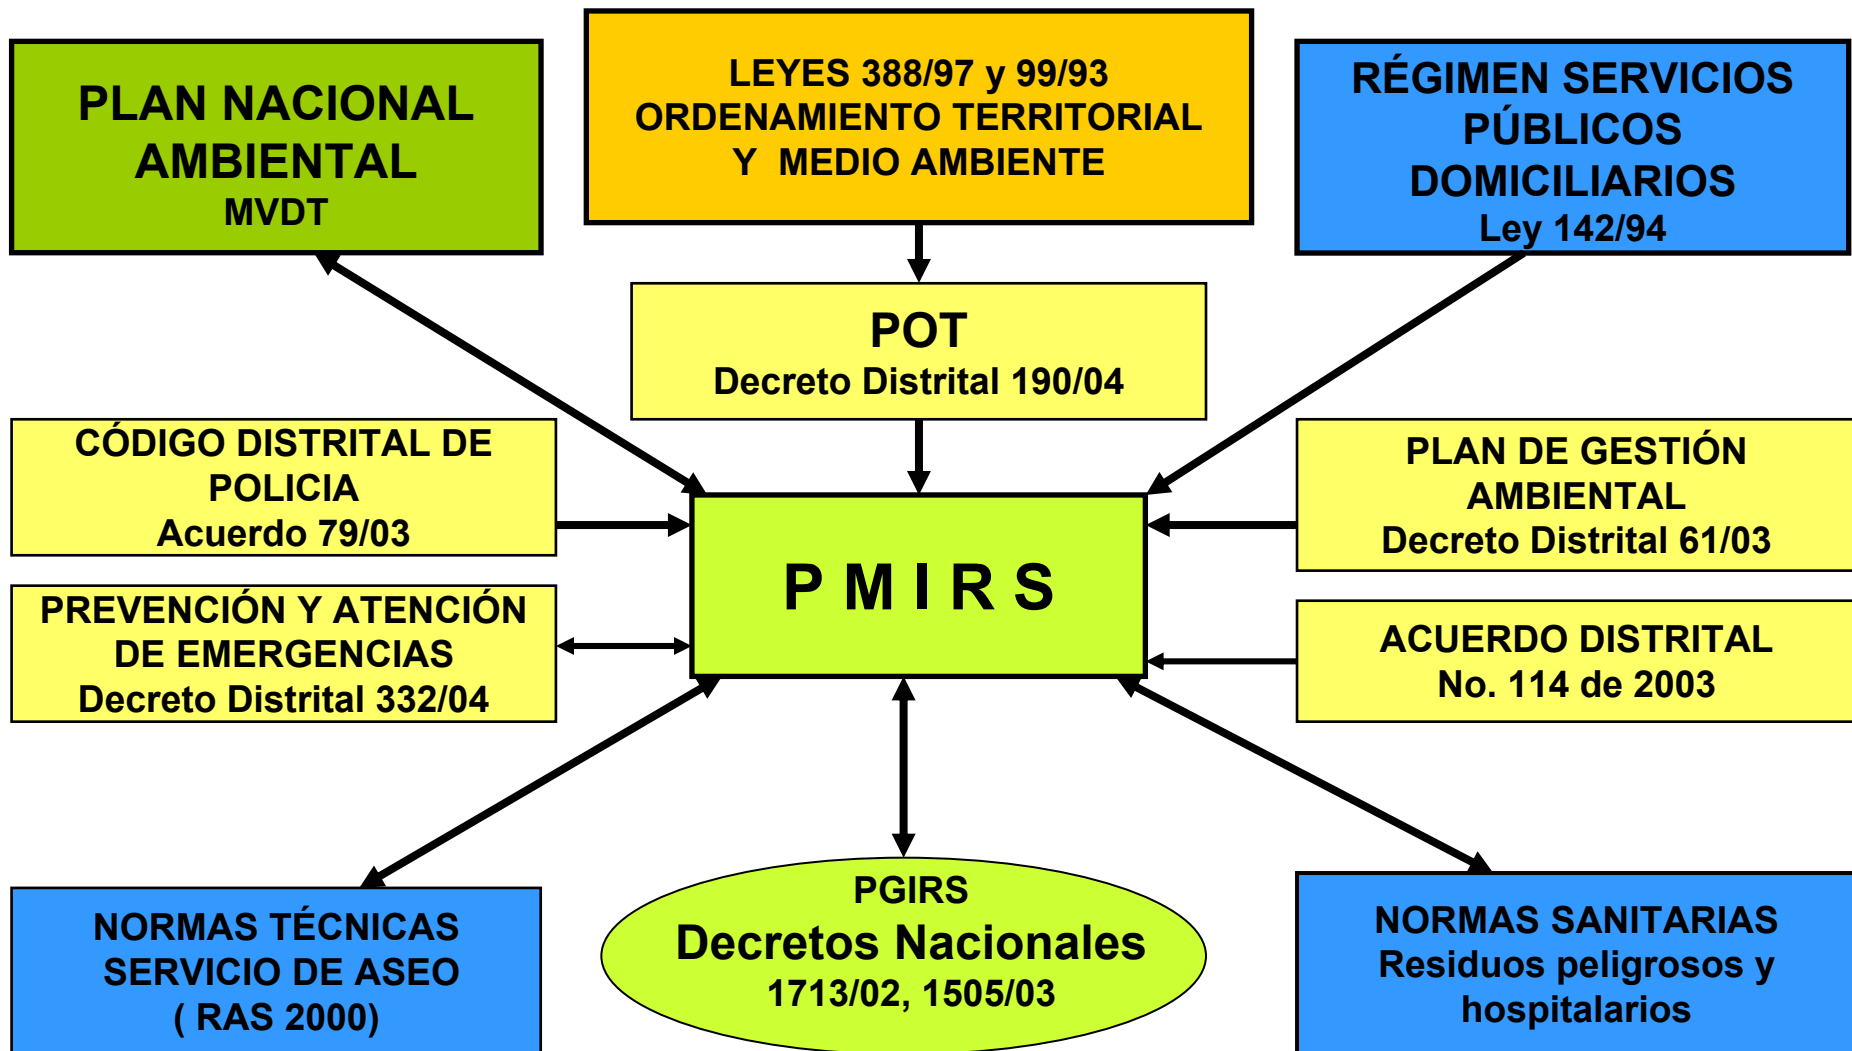 PLAN NACIONAL
AMBIENTAL
MVDT
LEYES 388/97 y 99/93
ORDENAMIENTO TERRITORIAL
Y MEDIO AMBIENTE
RÉGIMEN SERVICIOS
PÚBLICOS
DOMICILIARIOS
Ley 142/94
POT
Decreto Distrital 190/04
CÓDIGO DISTRITAL DE
POLICIA
Acuerdo 79/03
PLAN DE GESTIÓN
AMBIENTAL
Decreto Distrital 61/03
P M I R S
PREVENCIÓN Y ATENCIÓN
DE EMERGENCIAS
Decreto Distrital 332/04
ACUERDO DISTRITAL
No. 114 de 2003
NORMAS TÉCNICAS
SERVICIO DE ASEO
( RAS 2000)
PGIRS
Decretos Nacionales
1713/02, 1505/03
NORMAS SANITARIAS
Residuos peligrosos y
hospitalarios